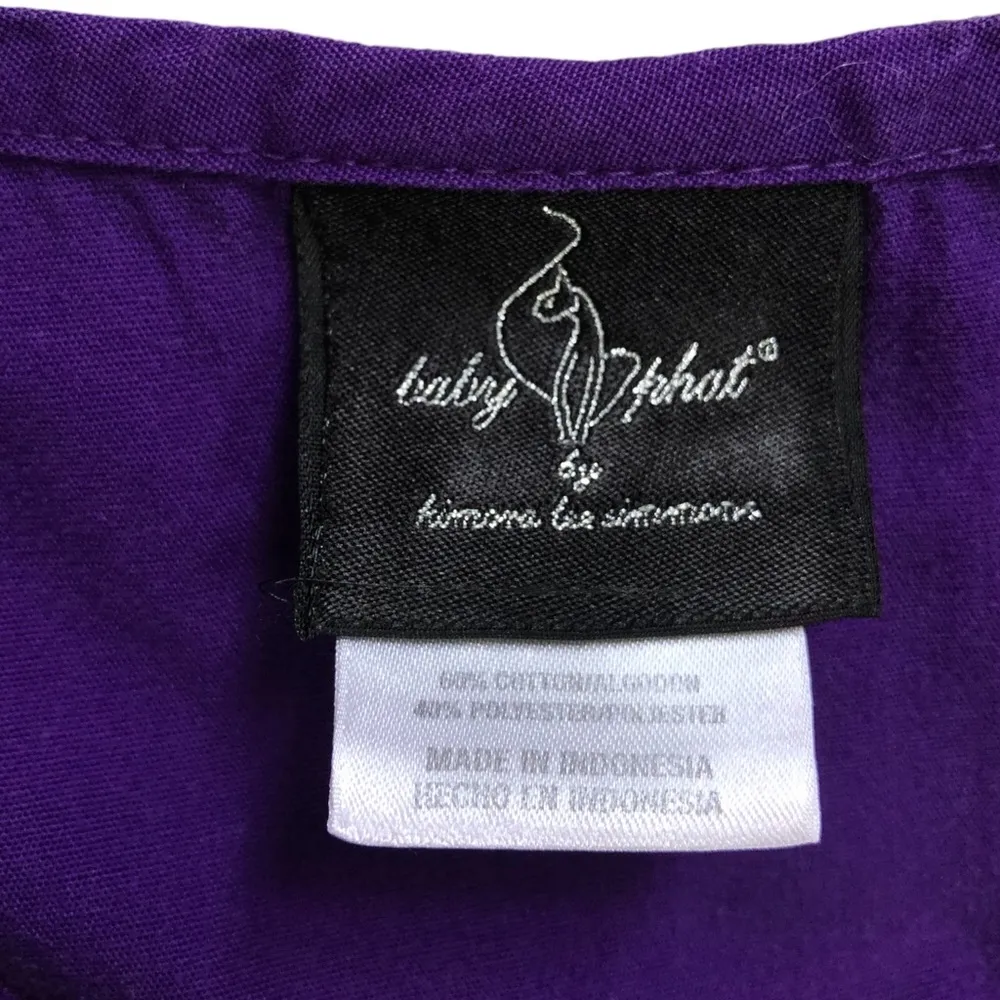 baby phat®
by
kimora lee simmons
60% COTTON/ALGODON
40% POLYESTER/POLIESTER
MADE IN INDONESIA
HECHO EN INDONESIA